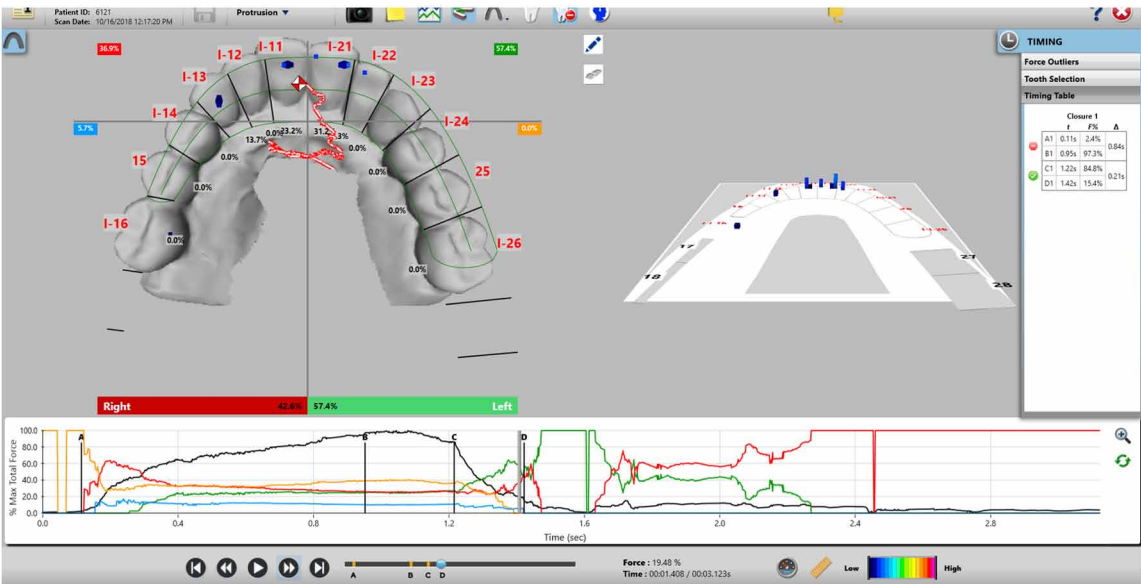 Patient ID: 6121
Scan Date: 10/16/2018 12:17:20 PM
Protrusion
?
36.9%
57.4%
5.7%
0.0%
I-11
I-21
I-12
I-22
I-13
I-23
I-14
I-24
15
25
I-16
I-26
13.7%
0.0%
23.2%
31.2
.3%
0.0%
0.0%
0.0%
0.0%
0.0%
0.0%
0.0%
17
18
27
28
TIMING
Force Outliers
Tooth Selection
Timing Table
Closure 1
t F% Δ
A1 0.11s 2.4% 0.84s
B1 0.95s 97.3%
C1 1.22s 84.8% 0.21s
D1 1.42s 15.4%
Right 42.6% 57.4% Left
% Max Total Force
100.0
80.0
60.0
40.0
20.0
0.0
A B C D
0.0 0.4 0.8 1.2 1.6 2.0 2.4 2.8
Time (sec)
A B C D
Force : 19.48 %
Time : 00:01.408 / 00:03.123s
Low High